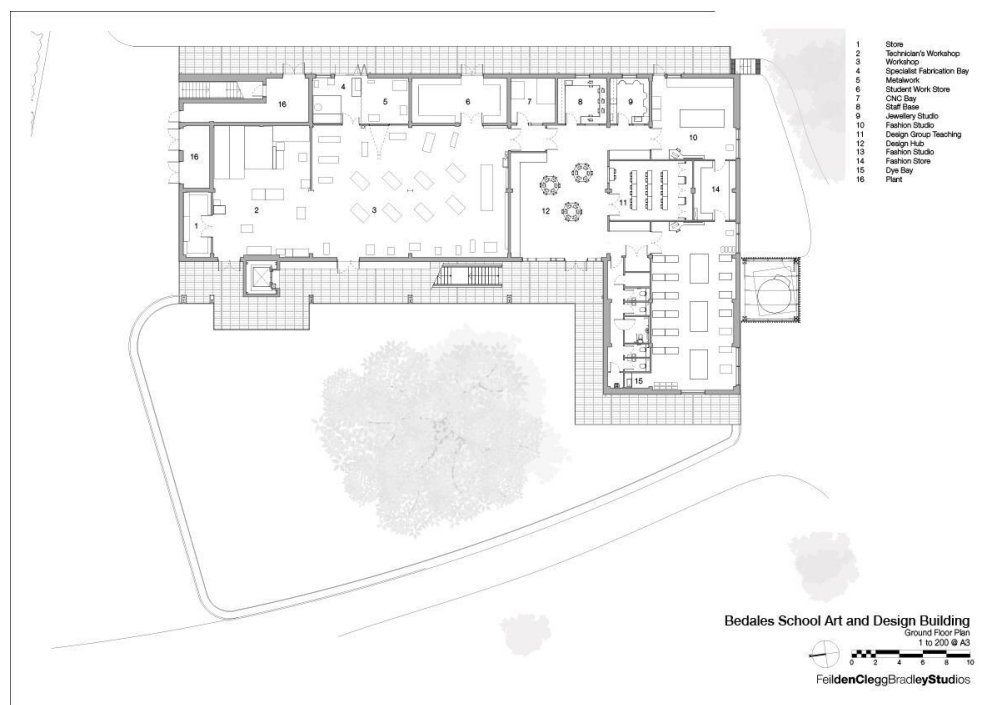 1 Store
2 Technician's Workshop
3 Workshop
4 Specialist Fabrication Bay
5 Metalwork
6 Student Work Store
7 CNC Bay
8 Staff Base
9 Jewellery Studio
10 Fashion Studio
11 Design Group Teaching
12 Design Hub
13 Fashion Studio
14 Fashion Store
15 Dye Bay
16 Plant
4
5
6
7
8
9
16
10
16
11
14
12
2
3
1
15
Bedales School Art and Design Building
Ground Floor Plan
1 to 200 @ A3
0 2 4 6 8 10
FeildenCleggBradleyStudios